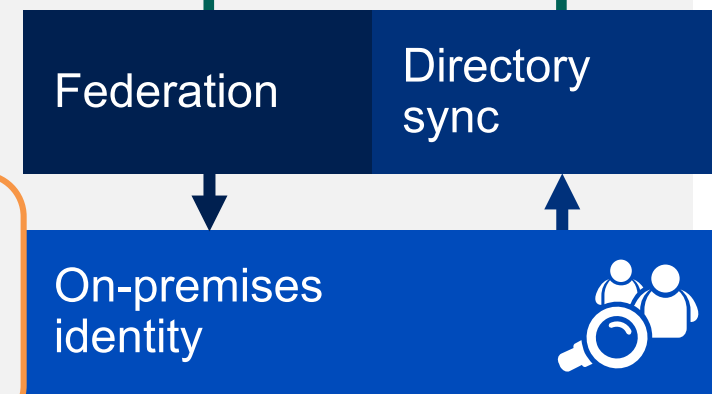 Federation
Directory
sync
On-premises
identity